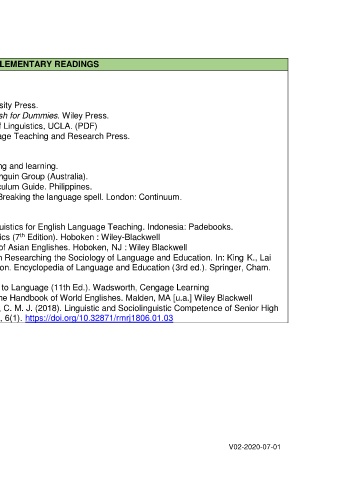 LEMENTARY READINGS
sity Press.
sh for Dummies. Wiley Press.
f Linguistics, UCLA. (PDF)
age Teaching and Research Press.
ng and learning.
nguin Group (Australia).
culum Guide. Philippines.
Breaking the language spell. London: Continuum.
uistics for English Language Teaching. Indonesia: Padebooks.
ics (7th Edition). Hoboken : Wiley-Blackwell
of Asian Englishes. Hoboken, NJ : Wiley Blackwell
n Researching the Sociology of Language and Education. In: King K., Lai
on. Encyclopedia of Language and Education (3rd ed.). Springer, Cham.
to Language (11th Ed.). Wadsworth. Cengage Learning
he Handbook of World Englishes. Malden, MA [u.a.] Wiley Blackwell
, C. M. J. (2018). Linguistic and Sociolinguistic Competence of Senior High
, 6(1). https://doi.org/10.32871/rmrj1806.01.03
V02-2020-07-01